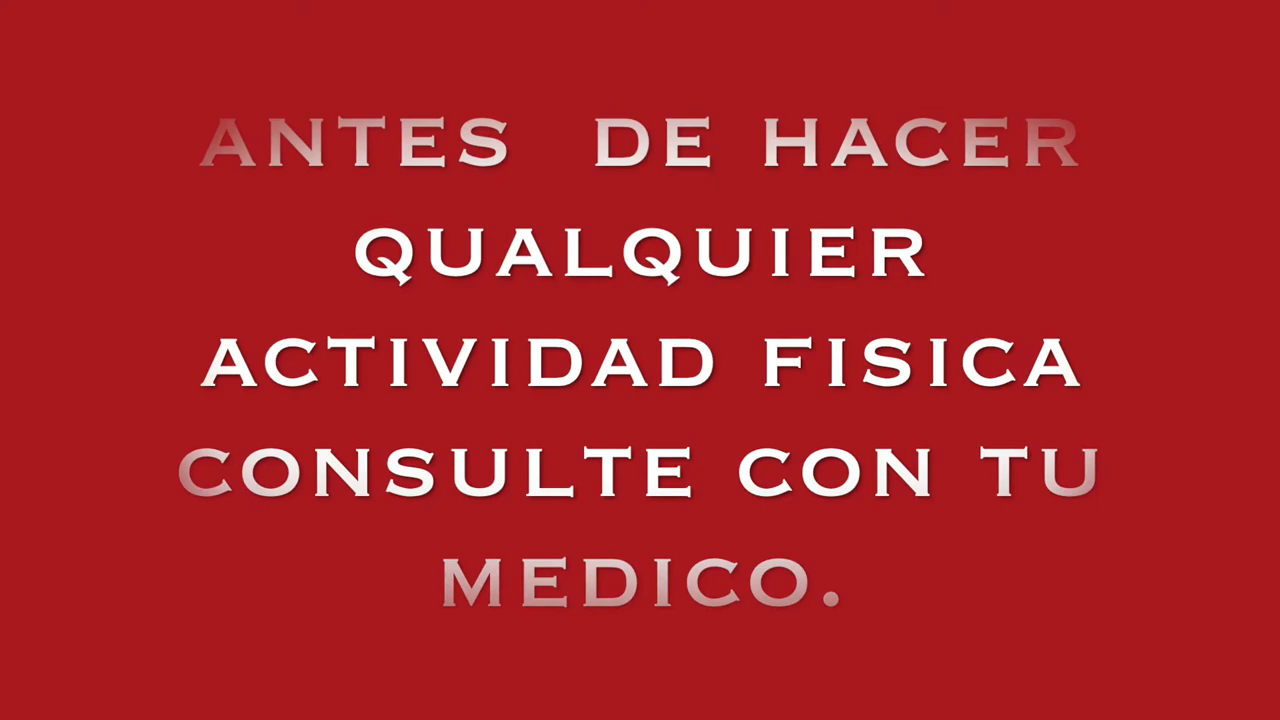 ANTES DE HACER
QUALQUIER
ACTIVIDAD FISICA
CONSULTE CON TU
MEDICO.